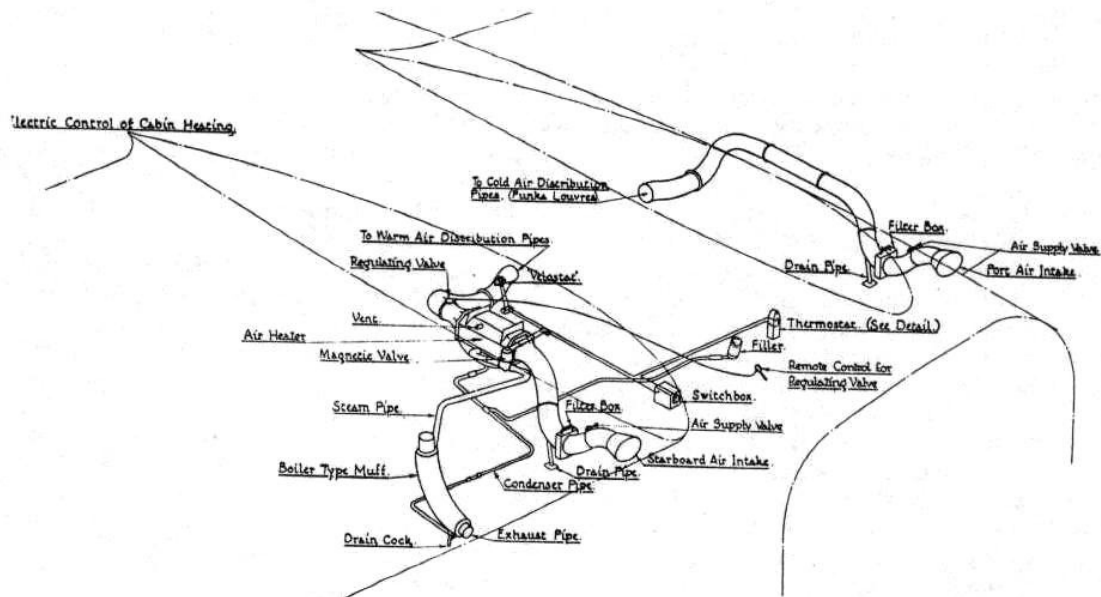 Electric Control of Cabin Heating.
To Cold Air Distribution
Pipes. (Punka Louvres)
Filter Box.
Air Supply Valve
Port Air Intake.
Drain Pipe.
To Warm Air Distribution Pipes.
Regulating Valve
'Velostat'
Vent.
Air Heater
Magnetic Valve
Thermostat. (See Detail.)
Filler.
Remote Control for
Regulating Valve
Switchbox.
Steam Pipe
Filter Box.
Air Supply Valve
Starboard Air Intake.
Boiler Type Muff.
Drain Pipe.
Condenser Pipe.
Drain Cock.
Exhaust Pipe.